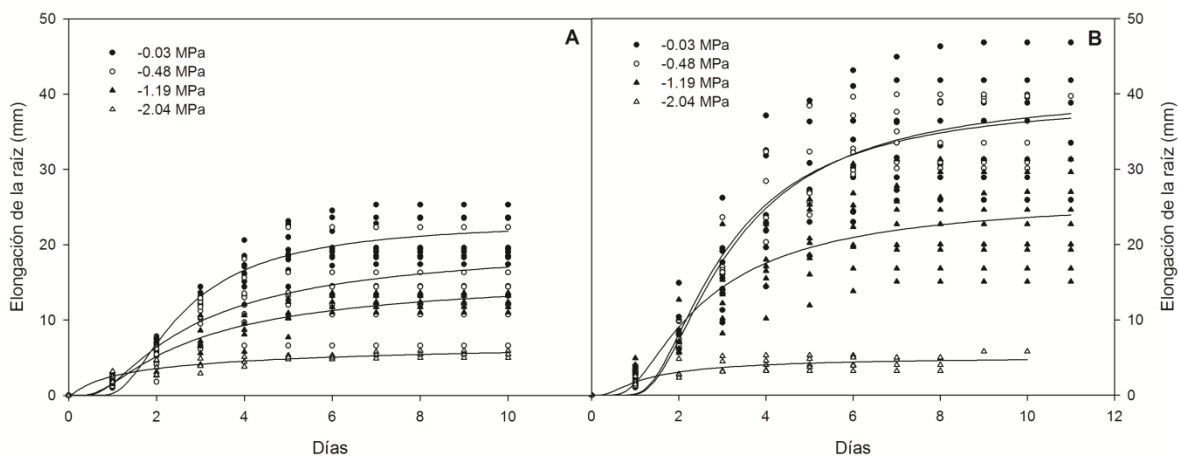 50
40
30
20
10
0
Elongación de la raíz (mm)
A
-0.03 MPa
-0.48 MPa
-1.19 MPa
-2.04 MPa
0 2 4 6 8 10
Días
B
-0.03 MPa
-0.48 MPa
-1.19 MPa
-2.04 MPa
0 2 4 6 8 10 12
Días
50
40
30
20
10
0
Elongación de la raíz (mm)